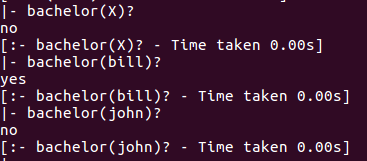 |- bachelor(X)?
no
[:- bachelor(X)? - Time taken 0.00s]
|- bachelor(bill)?
yes
[:- bachelor(bill)? - Time taken 0.00s]
|- bachelor(john)?
no
[:- bachelor(john)? - Time taken 0.00s]